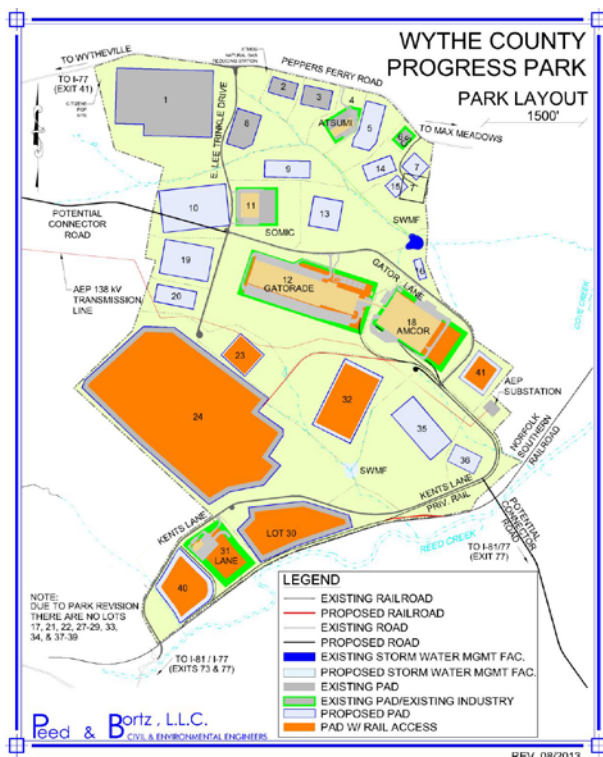 WYTHE COUNTY
PROGRESS PARK
PARK LAYOUT
1500'
TO WYTHEVILLE
TO I-77
(EXIT 41)
NATURAL GAS
PEPPERS FERRY ROAD
TO MAX MEADOWS
1
2
3
4
ATSUMI
5
6
7
E. LEE TRINKLE DRIVE
9
14
15
10
11
SOMIC
13
SWMF
POTENTIAL
CONNECTOR
ROAD
19
20
12
GATORADE
GATOR LANE
18
AMCOR
COVE CREEK
AEP 138 kV
TRANSMISSION
LINE
23
24
32
35
36
41
AEP
SUBSTATION
NORFOLK
SOUTHERN
RAILROAD
SWMF
KENTS LANE
PRIV. RAIL
POTENTIAL
CONNECTOR
ROAD
REED CREEK
TO I-81/77
(EXIT 77)
KENTS LANE
LOT 30
31
LANE
40
NOTE:
DUE TO PARK REVISION
THERE ARE NO LOTS
17, 21, 22, 27-29, 33,
34, & 37-39
TO I-81 / I-77
(EXITS 73 & 77)
LEGEND
EXISTING RAILROAD
PROPOSED RAILROAD
EXISTING ROAD
PROPOSED ROAD
EXISTING STORM WATER MGMT FAC.
PROPOSED STORM WATER MGMT FAC.
EXISTING PAD
EXISTING PAD/EXISTING INDUSTRY
PROPOSED PAD
PAD W/ RAIL ACCESS
Peed & Bortz, L.L.C.
CIVIL & ENVIRONMENTAL ENGINEERS
REV. 08/2013